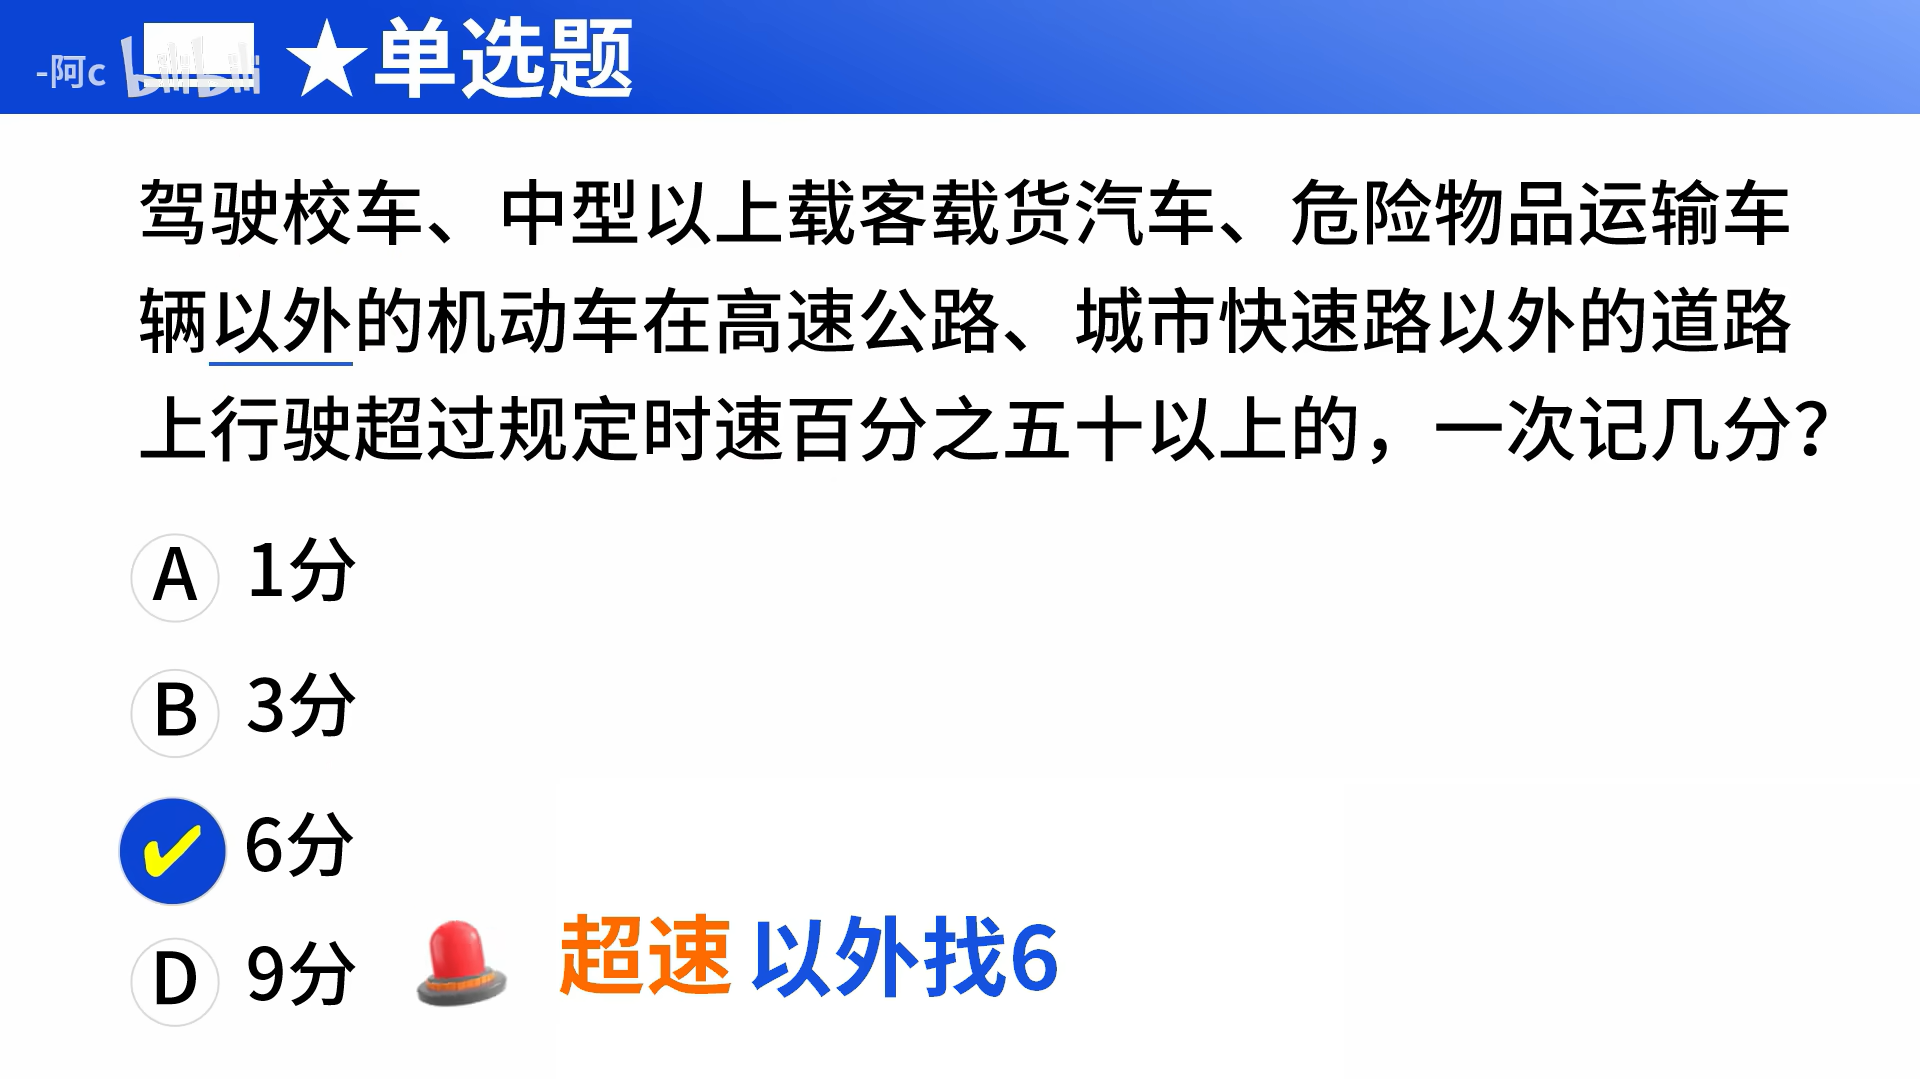 -阿c bilibili ★单选题
驾驶校车、中型以上载客载货汽车、危险物品运输车
辆以外的机动车在高速公路、城市快速路以外的道路
上行驶超过规定时速百分之五十以上的，一次记几分？
A 1分
B 3分
✔ 6分
D 9分
超速 以外找6